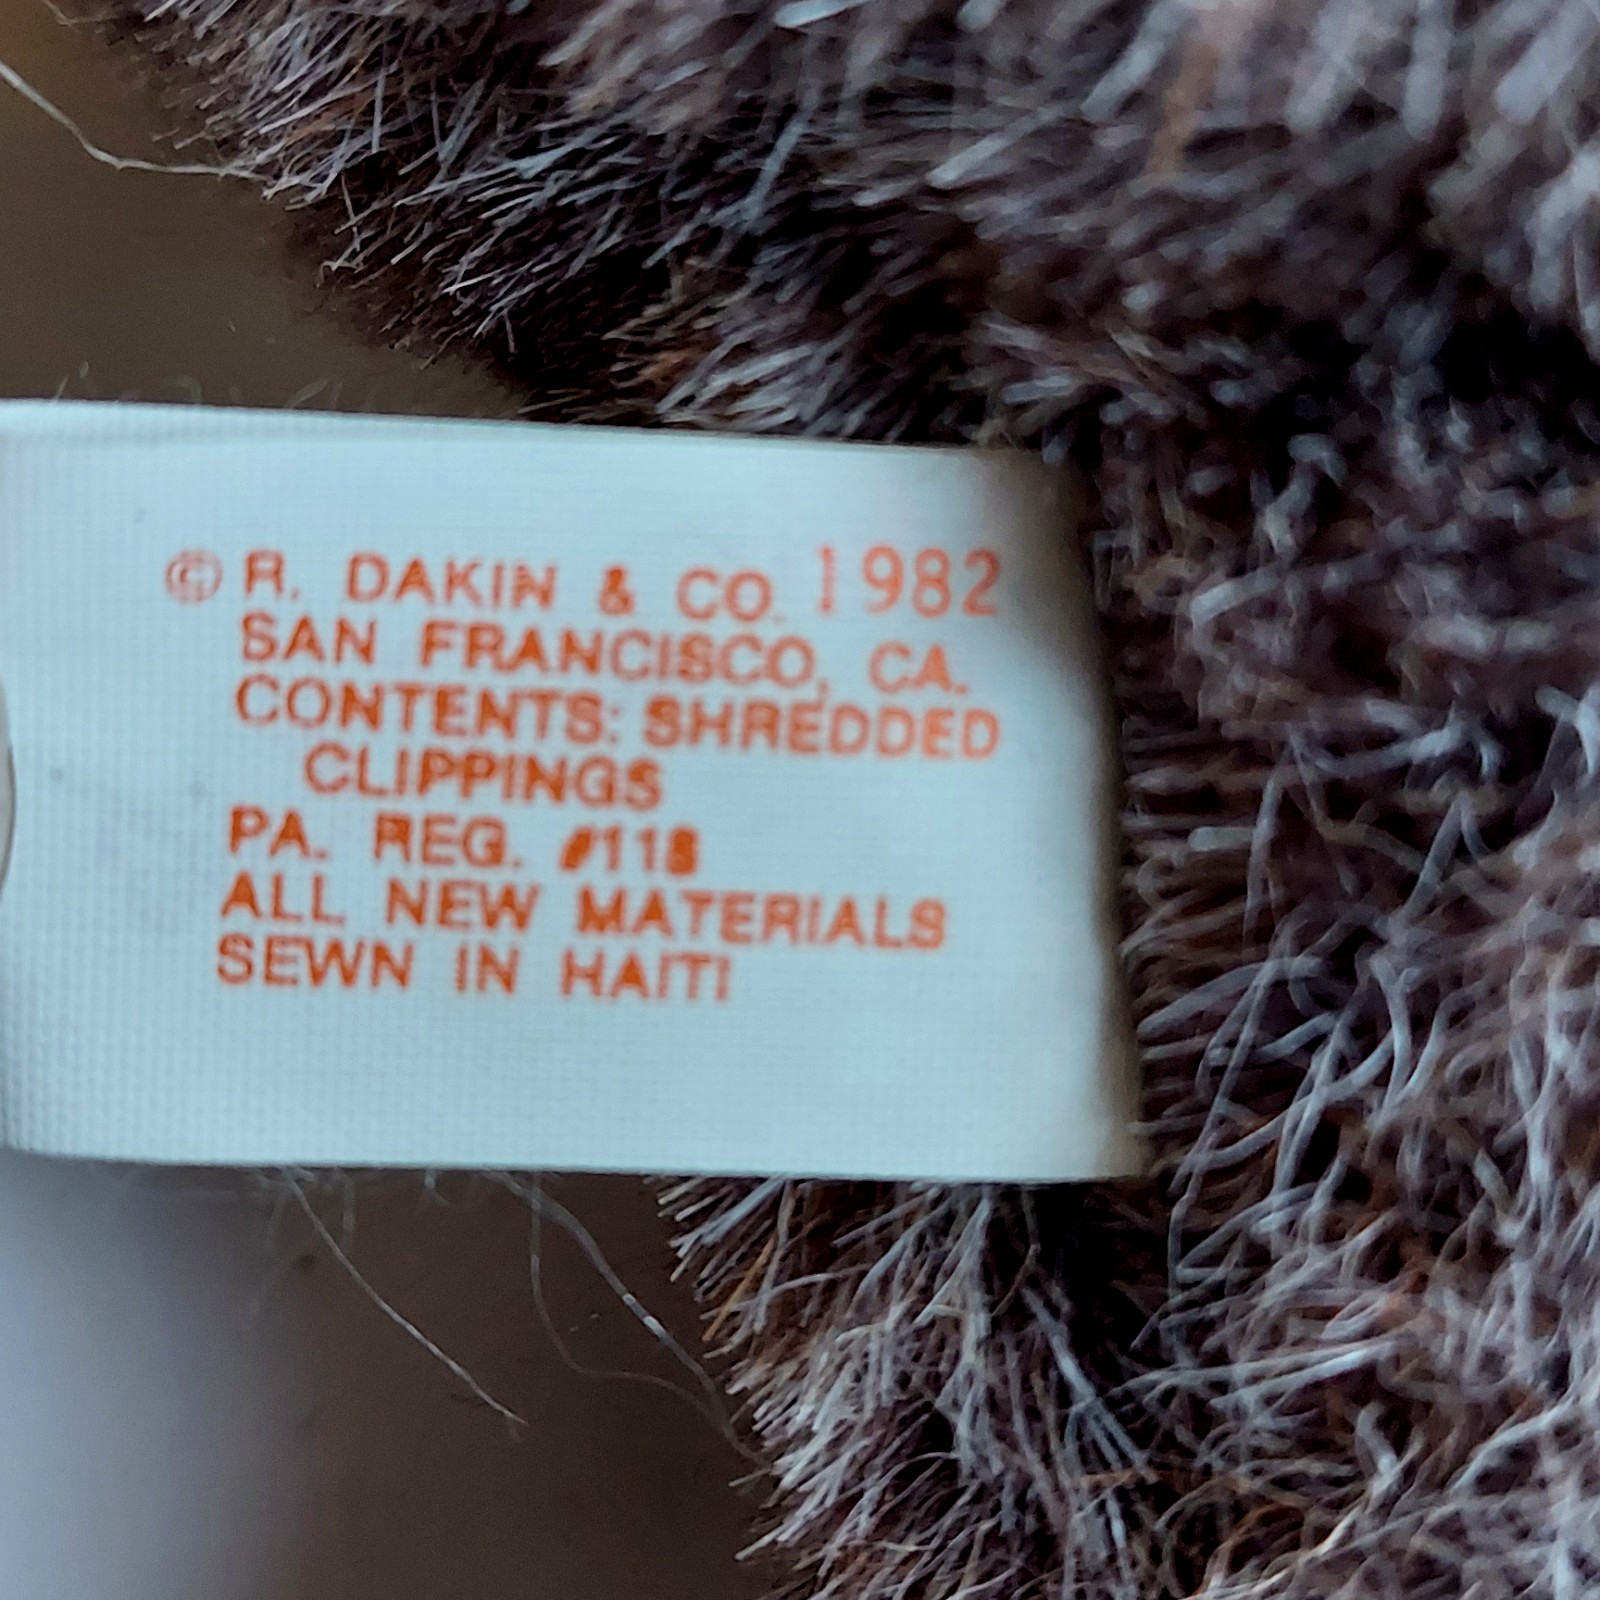 © R. DAKIN & CO. 1982
SAN FRANCISCO, CA.
CONTENTS: SHREDDED
CLIPPINGS
PA. REG. #118
ALL NEW MATERIALS
SEWN IN HAITI